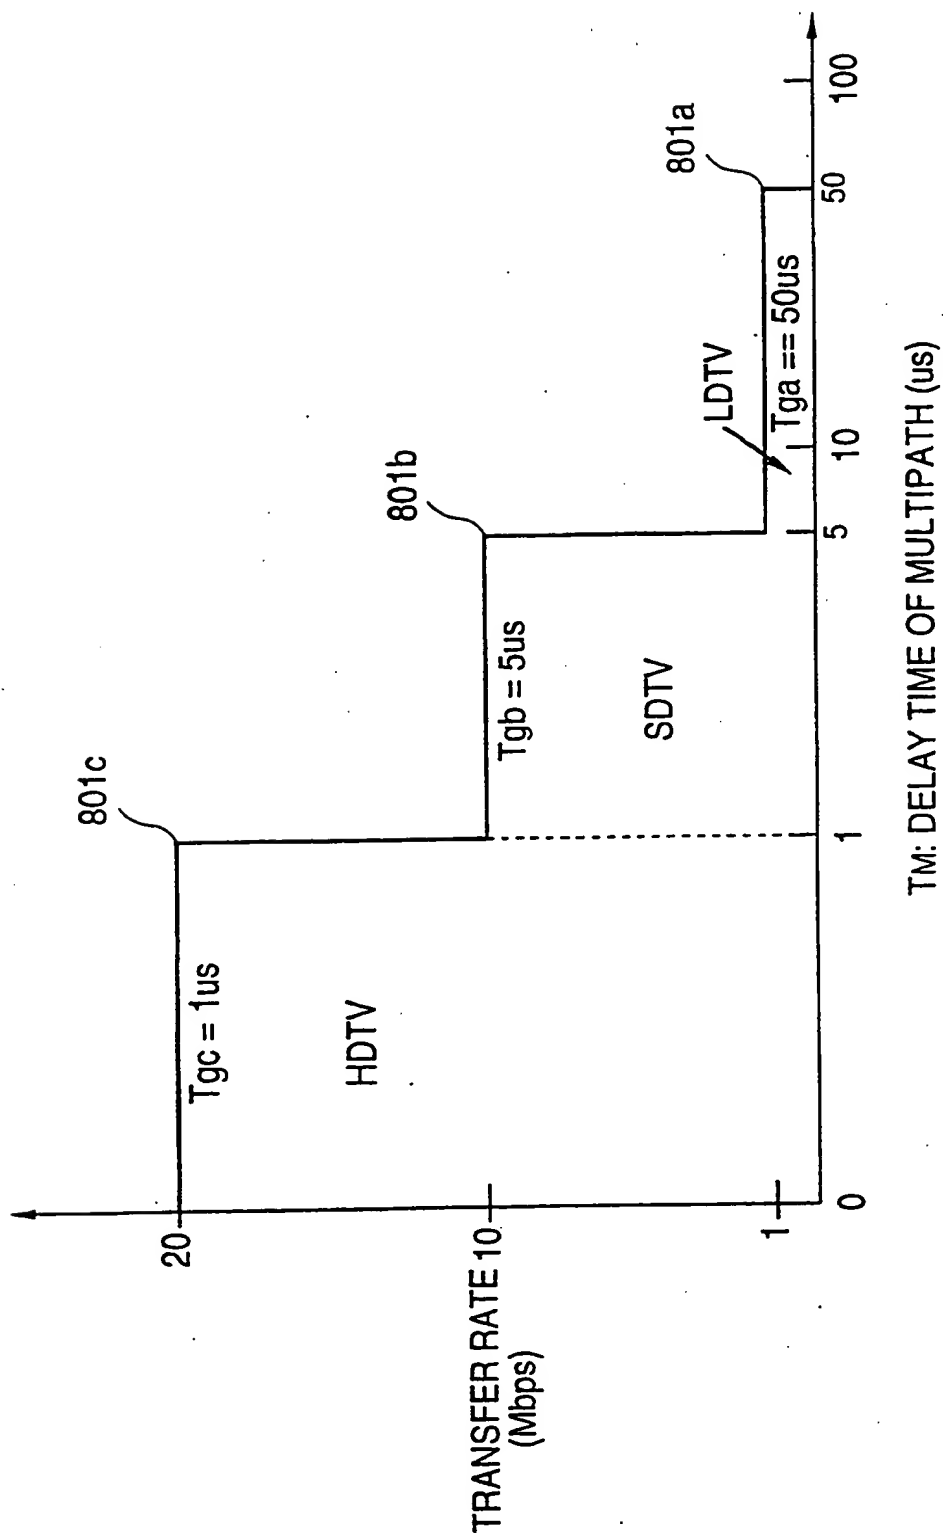 TRANSFER RATE
(Mbps)
20
10
1
0
1
5
10
50
100
801c
Tgc = 1us
HDTV
801b
Tgb = 5us
SDTV
LDTV
801a
Tga == 50us
TM: DELAY TIME OF MULTIPATH (us)